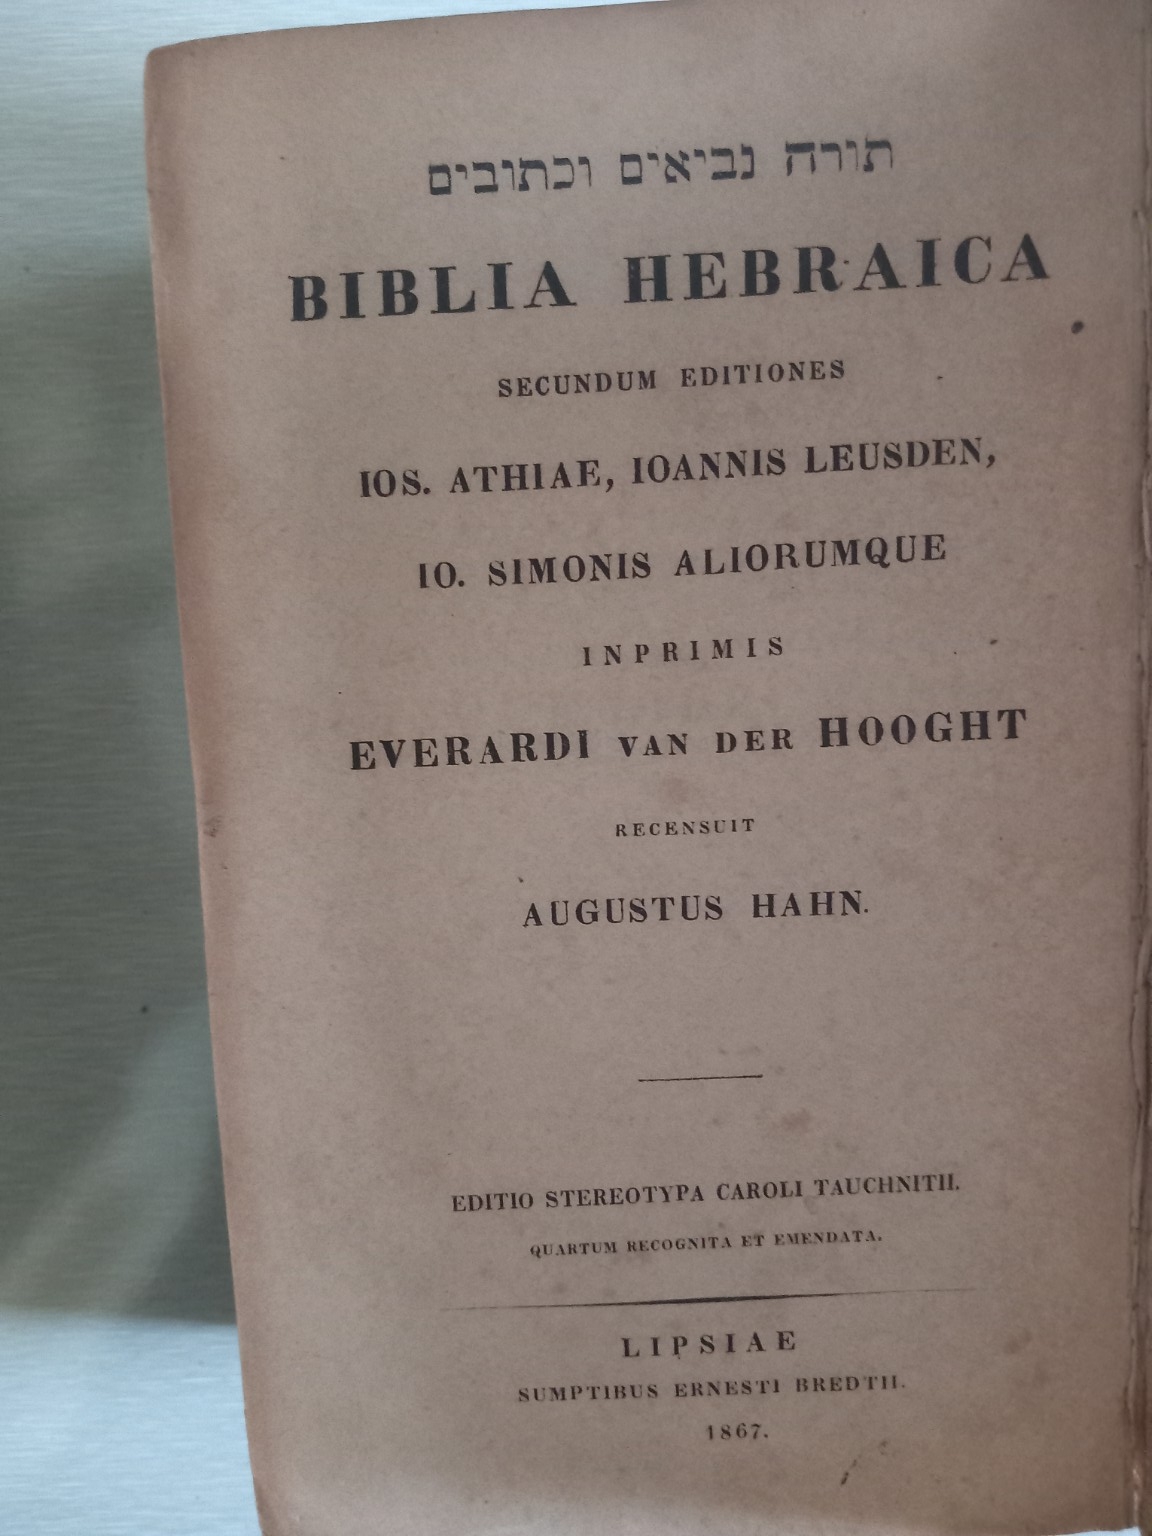 תורה נביאים וכתובים
BIBLIA HEBRAICA
SECUNDUM EDITIONES
IOS. ATHIAE, IOANNIS LEUSDEN,
IO. SIMONIS ALIORUMQUE
INPRIMIS
EVERARDI VAN DER HOOGHT
RECENSUIT
AUGUSTUS HAHN.
EDITIO STEREOTYPA CAROLI TAUCHNITII.
QUARTUM RECOGNITA ET EMENDATA.
LIPSIAE
SUMPTIBUS ERNESTI BREDTII.
1867.